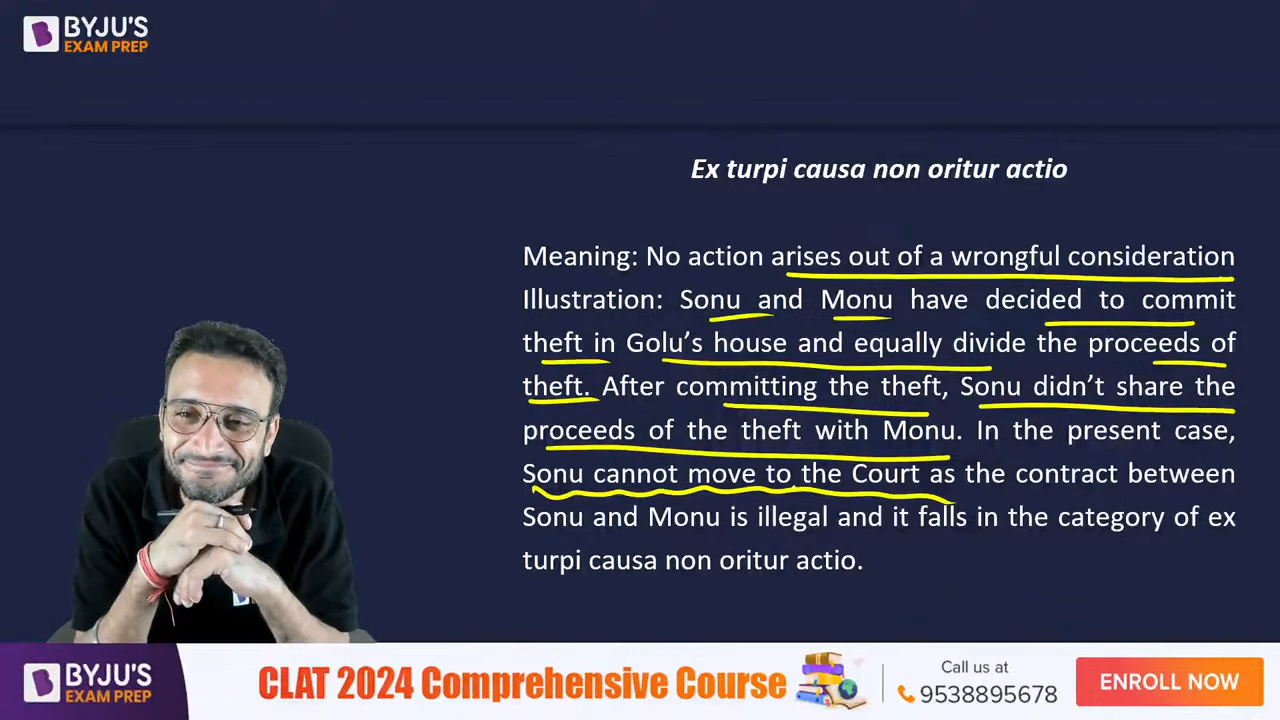 BYJU'S
EXAM PREP
Ex turpi causa non oritur actio
Meaning: No action arises out of a wrongful consideration
Illustration: Sonu and Monu have decided to commit
theft in Golu's house and equally divide the proceeds of
theft. After committing the theft, Sonu didn't share the
proceeds of the theft with Monu. In the present case,
Sonu cannot move to the Court as the contract between
Sonu and Monu is illegal and it falls in the category of ex
turpi causa non oritur actio.
BYJU'S
EXAM PREP
CLAT 2024 Comprehensive Course
Call us at
9538895678
ENROLL NOW